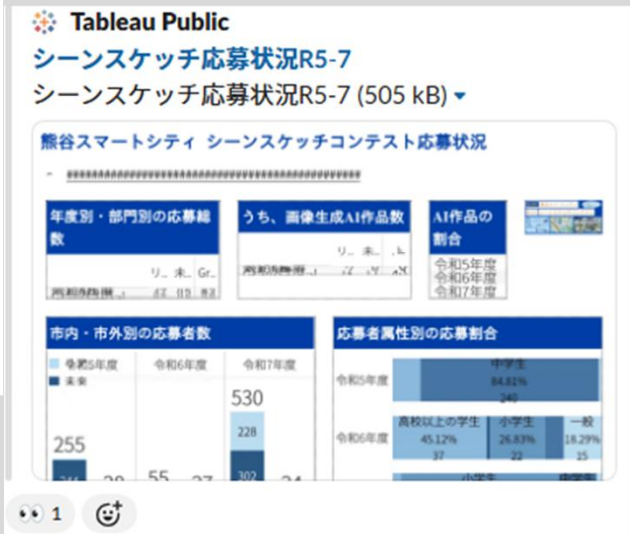 Tableau Public
シーンスケッチ応募状況R5-7
シーンスケッチ応募状況R5-7 (505 kB)
熊谷スマートシティ シーンスケッチコンテスト応募状況
年度別・部門別の応募総数
リ.. 未.. Gr..
うち、画像生成AI作品数
リ.. 未..
AI作品の割合
令和5年度
令和6年度
令和7年度
市内・市外別の応募者数
令和6年度 令和7年度
未来
255
55
530
228
302
応募者属性別の応募割合
令和5年度
中学生
84.81%
240
令和6年度
高校以上の学生
45.12%
37
小学生
26.83%
22
一般
18.29%
15
1